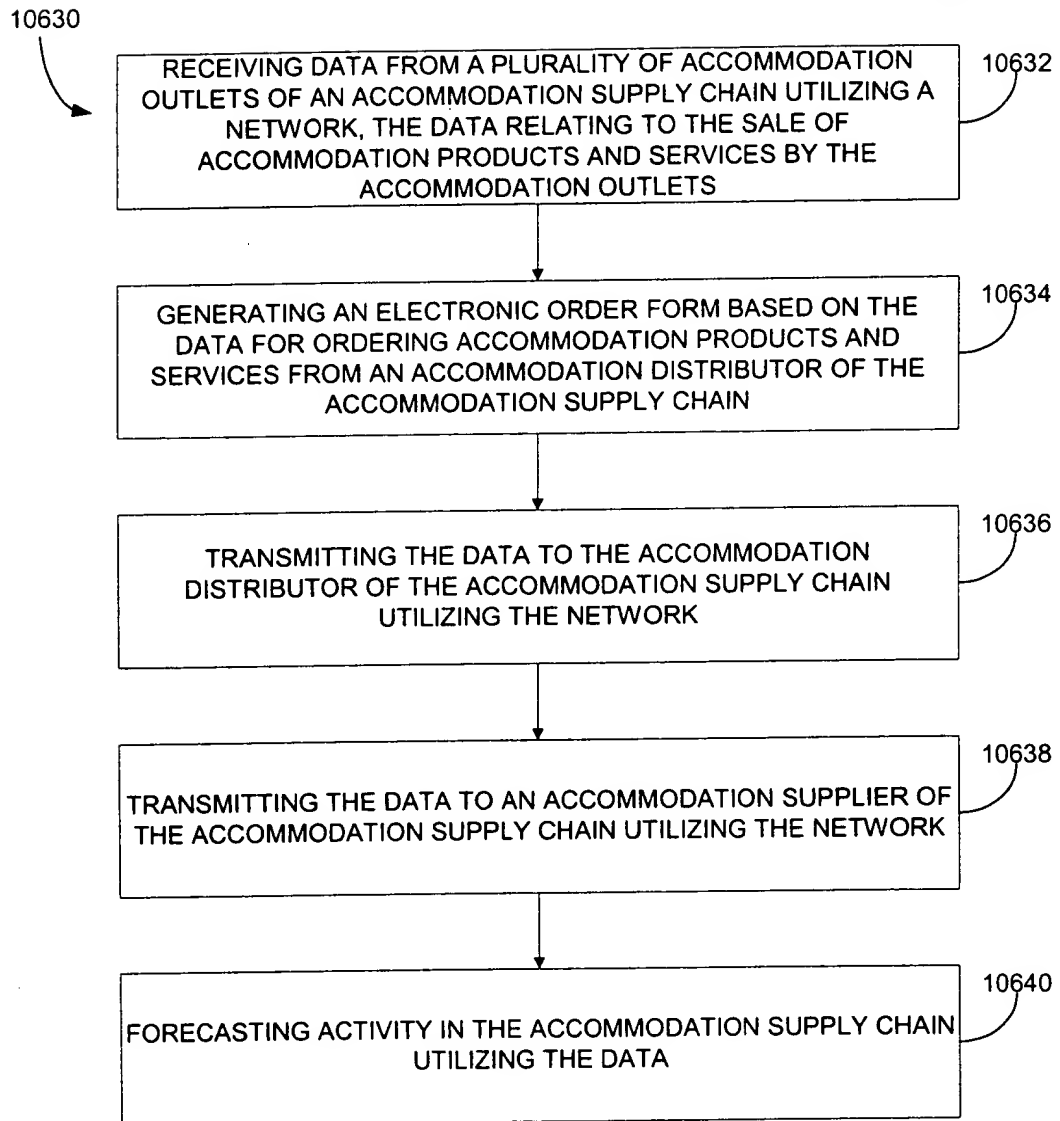 10630
RECEIVING DATA FROM A PLURALITY OF ACCOMMODATION
OUTLETS OF AN ACCOMMODATION SUPPLY CHAIN UTILIZING A
NETWORK, THE DATA RELATING TO THE SALE OF
ACCOMMODATION PRODUCTS AND SERVICES BY THE
ACCOMMODATION OUTLETS
10632
GENERATING AN ELECTRONIC ORDER FORM BASED ON THE
DATA FOR ORDERING ACCOMMODATION PRODUCTS AND
SERVICES FROM AN ACCOMMODATION DISTRIBUTOR OF THE
ACCOMMODATION SUPPLY CHAIN
10634
TRANSMITTING THE DATA TO THE ACCOMMODATION
DISTRIBUTOR OF THE ACCOMMODATION SUPPLY CHAIN
UTILIZING THE NETWORK
10636
TRANSMITTING THE DATA TO AN ACCOMMODATION SUPPLIER OF
THE ACCOMMODATION SUPPLY CHAIN UTILIZING THE NETWORK
10638
FORECASTING ACTIVITY IN THE ACCOMMODATION SUPPLY CHAIN
UTILIZING THE DATA
10640